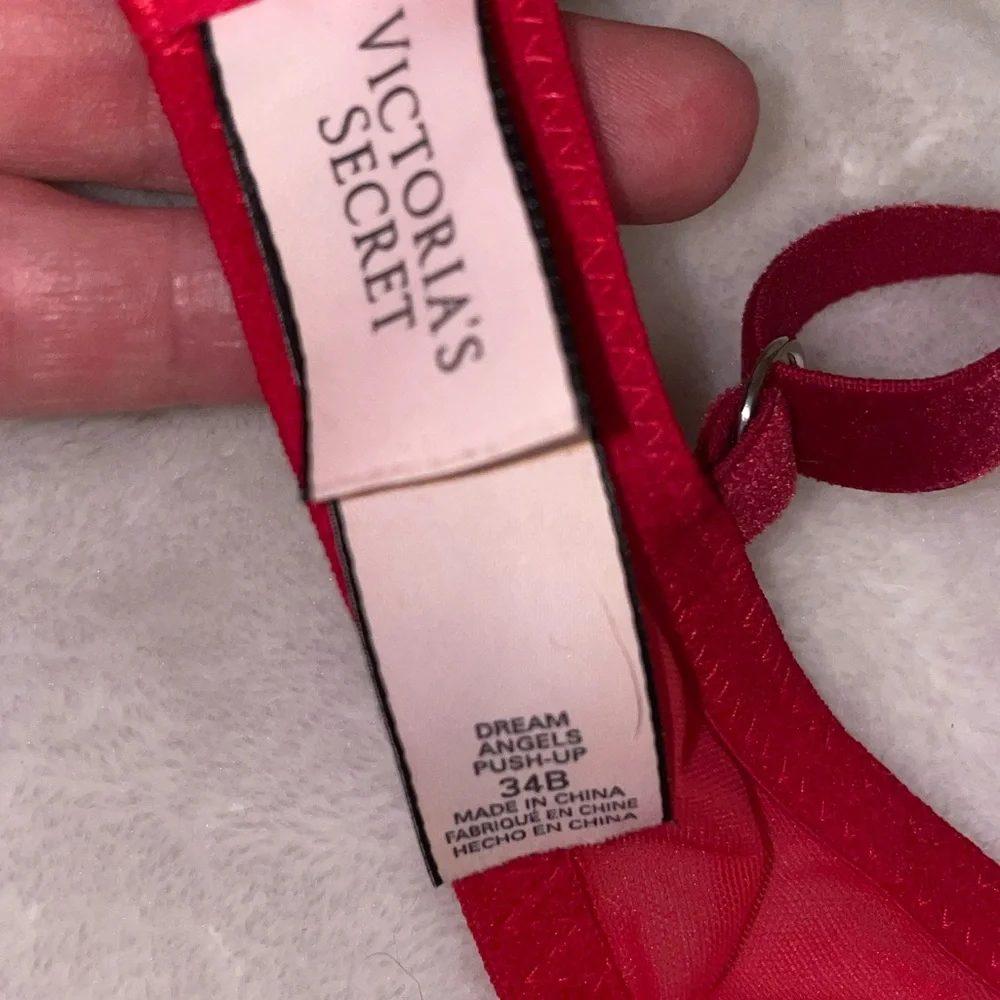 VICTORIA'S
SECRET
DREAM
ANGELS
PUSH-UP
34B
MADE IN CHINA
FABRIQUÉ EN CHINE
HECHO EN CHINA